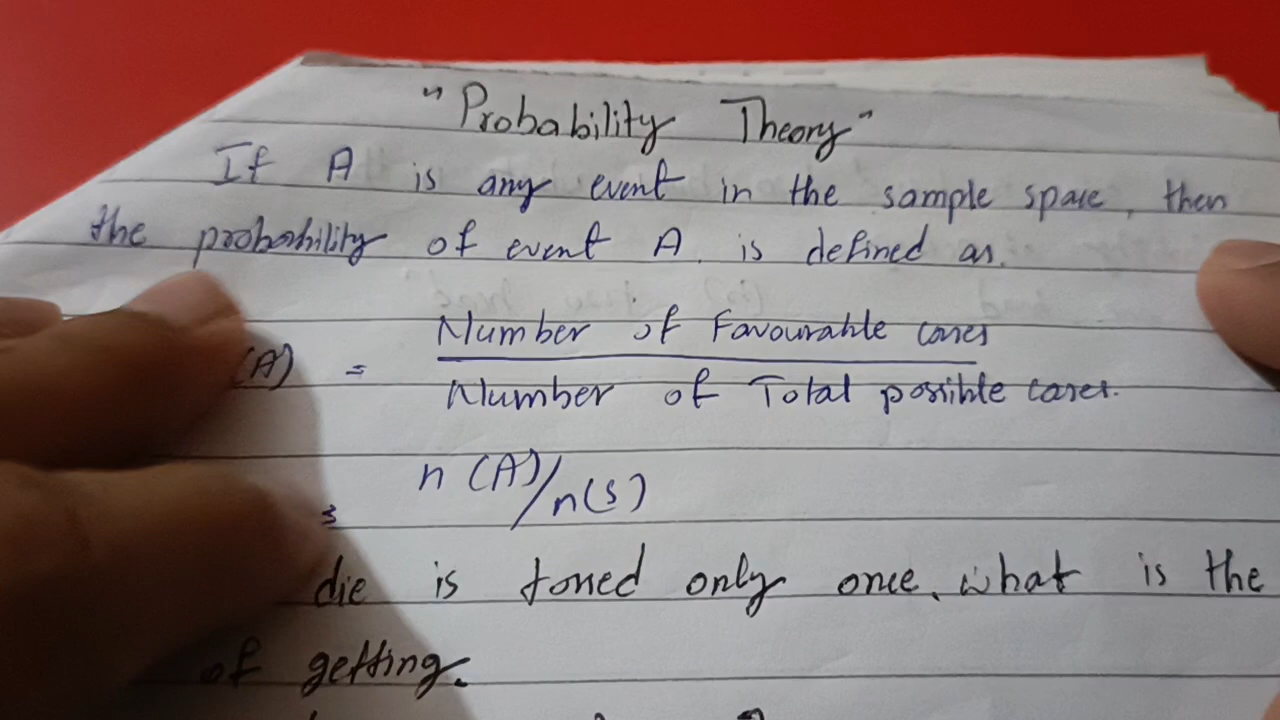 "Probability Theory"
If A is any event in the sample space, then
the probability of event A. is defined as.
(A) = Number of Favourable cases
Number of Total possible cases.
= n(A)/n(s)
die is tossed only once. what is the
of getting.